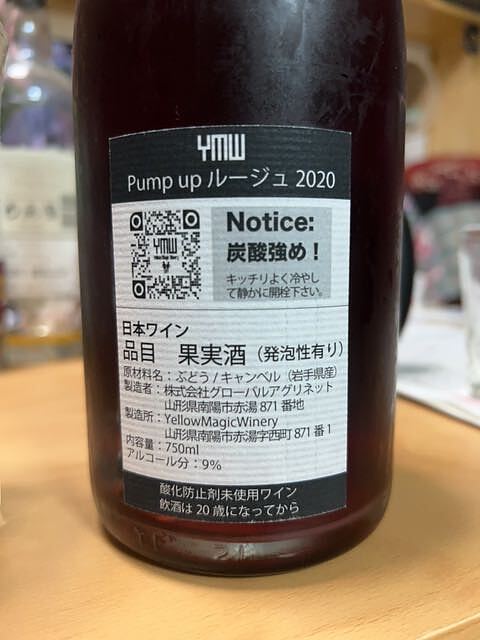 YMW
Pump up ルージュ 2020
YMW
Notice:
炭酸強め！
キッチリよく冷やし
て静かに開栓下さい。
日本ワイン
品目 果実酒（発泡性有り）
原材料名：ぶどう/キャンベル（岩手県産）
製造者：株式会社グローバルアグリネット
山形県南陽市赤湯 871 番地
製造所：YellowMagicWinery
山形県南陽市赤湯字西町 871 番 1
内容量：750ml
アルコール分：9%
酸化防止剤未使用ワイン
飲酒は 20 歳になってから